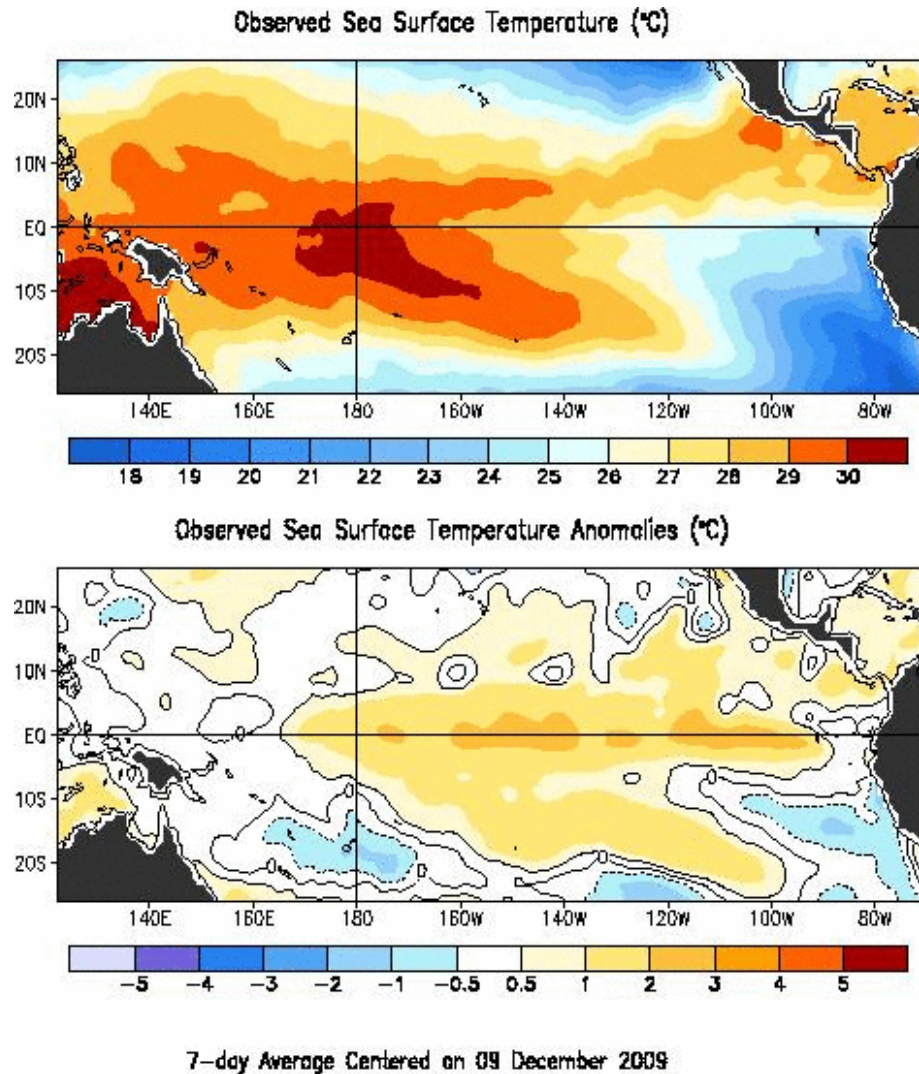 Observed Sea Surface Temperature (°C)
20N
10N
EQ
10S
20S
140E 160E 180 160W 140W 120W 100W 80W
18 19 20 21 22 23 24 25 26 27 28 29 30
Observed Sea Surface Temperature Anomalies (°C)
20N
10N
EQ
10S
20S
140E 160E 180 160W 140W 120W 100W 80W
-5 -4 -3 -2 -1 -0.5 0.5 1 2 3 4 5
7-day Average Centered on 09 December 2009